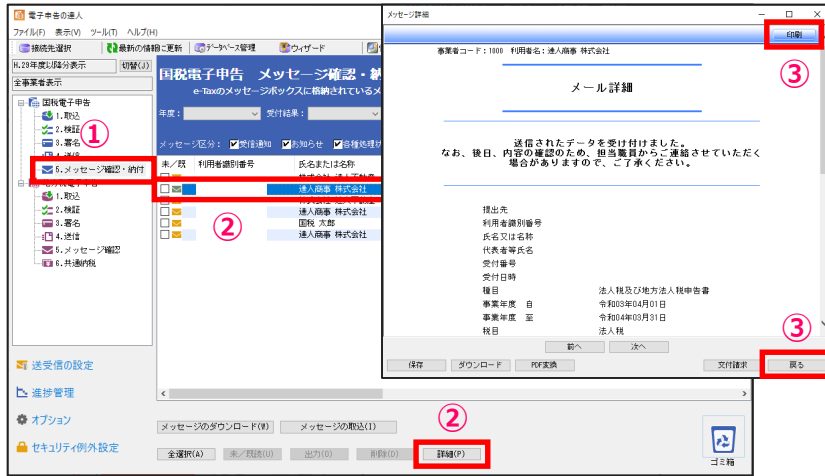 電子申告の達人
ファイル(F) 表示(V) ツール(T) ヘルプ(H)
接続先選択 最新の情報に更新 データベース管理 ウィザード
H.29年度以降分表示 切替(J)
全事業者表示
国税電子申告
1.取込
2.検証
3.署名
4.送信
5.メッセージ確認・納付
1.取込
2.検証
3.署名
4.送信
5.メッセージ確認
6.共通納税
①
送受信の設定
進捗管理
オプション
セキュリティ例外設定
国税電子申告 メッセージ確認・納
e-Taxのメッセージボックスに格納されているメ
年度： 受付結果：
メッセージ区分： 受信通知 お知らせ 各種処理状
未／既 利用者識別番号 氏名または名称
達人商事 株式会社
達人商事 株式会社
国税 太郎
達人商事 株式会社
②
メッセージのダウンロード(W) メッセージの取込(I)
②
全選択(A) 未／既読(U) 出力(O) 削除(D) 詳細(P)
ゴミ箱
メッセージ詳細
印刷
③
事業者コード：1000 利用者名：達人商事 株式会社
メール詳細
送信されたデータを受け付けました。
なお、後日、内容の確認のため、担当職員からご連絡させていただく
場合がありますので、ご了承ください。
提出先
利用者識別番号
氏名又は名称
代表者等氏名
受付番号
受付日時
種目 法人税及び地方法人税申告書
事業年度 自 令和03年04月01日
事業年度 至 令和04年03月31日
税目 法人税
③
前へ 次へ
保存 ダウンロード PDF変換 交付請求 戻る